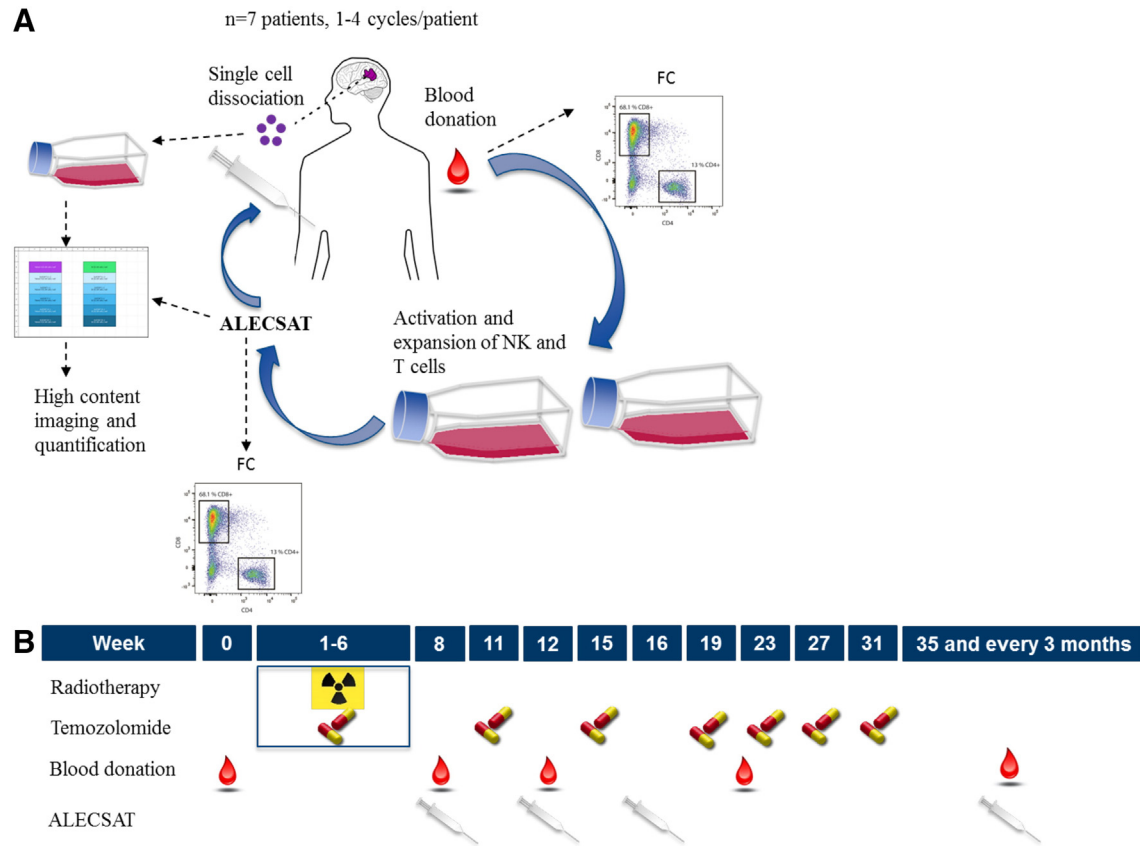 A
n=7 patients, 1-4 cycles/patient
Single cell
dissociation
Blood
donation
FC
68.1 % CD8+
13 % CD4+
CD8
CD4
ALECSAT
Activation and
expansion of NK and
T cells
High content
imaging and
quantification
FC
68.1 % CD8+
13 % CD4+
CD8
CD4
B
Week 0 1-6 8 11 12 15 16 19 23 27 31 35 and every 3 months
Radiotherapy
Temozolomide
Blood donation
ALECSAT